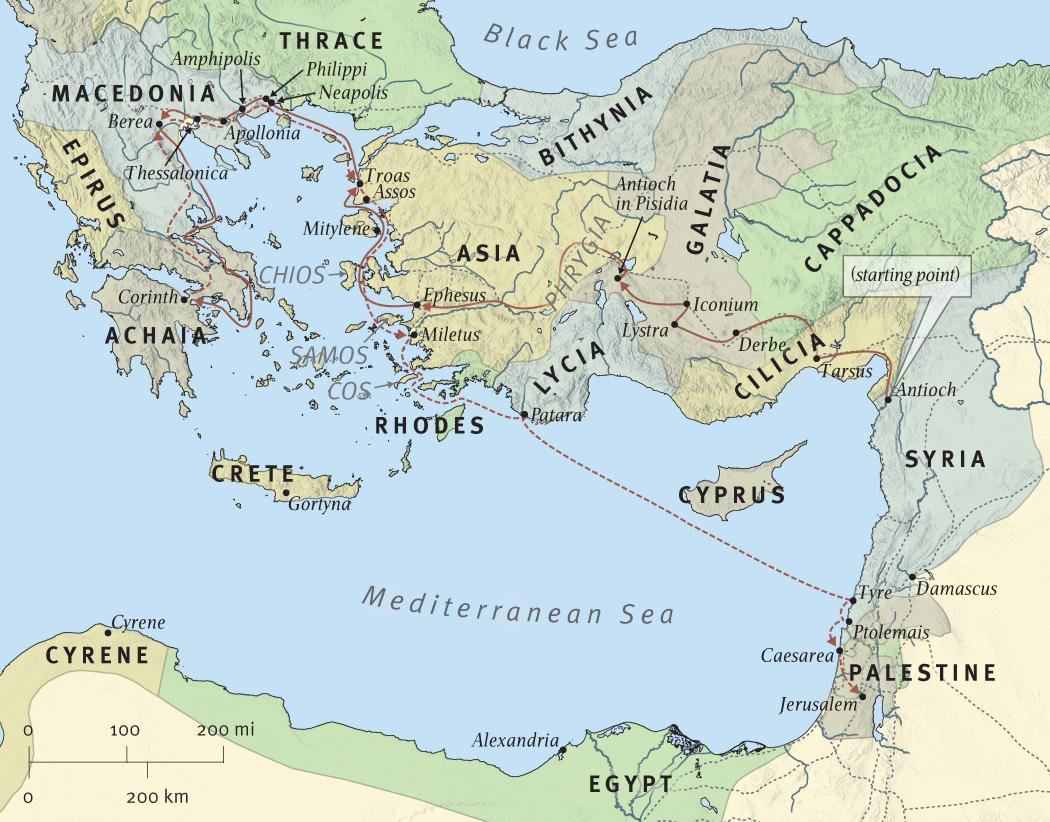 Black Sea
THRACE
Amphipolis
Philippi
Neapolis
MACEDONIA
Berea
Apollonia
Thessalonica
EPIRUS
BITHYNIA
GALATIA
CAPPADOCIA
Troas
Assos
Antioch
in Pisidia
Mitylene
ASIA
PHRYGIA
CHIOS
(starting point)
Corinth
Ephesus
Iconium
ACHAIA
Miletus
Lystra
Derbe
SAMOS
LYCIA
CILICIA
Tarsus
COS
Antioch
RHODES
Patara
SYRIA
CRETE
Gortyna
CYPRUS
Mediterranean Sea
Damascus
Tyre
Ptolemais
Cyrene
CYRENE
Caesarea
PALESTINE
Jerusalem
0 100 200 mi
0 200 km
Alexandria
EGYPT